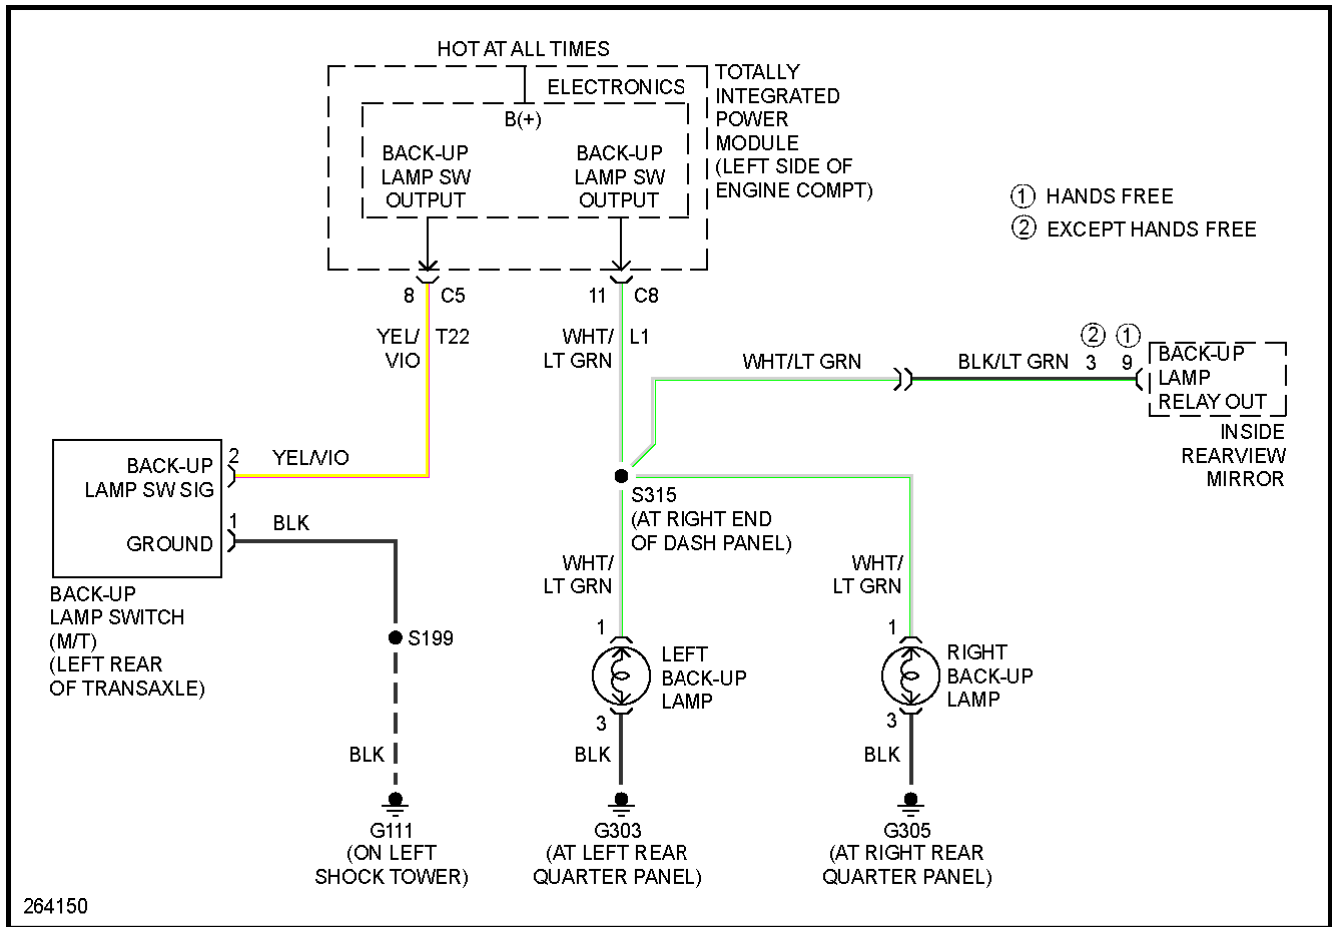 HOT AT ALL TIMES
ELECTRONICS
B(+)
BACK-UP
LAMP SW
OUTPUT
BACK-UP
LAMP SW
OUTPUT
TOTALLY
INTEGRATED
POWER
MODULE
(LEFT SIDE OF
ENGINE COMPT)
1 HANDS FREE
2 EXCEPT HANDS FREE
8 C5
11 C8
YEL/
VIO
T22
WHT/
LT GRN
L1
WHT/LT GRN
BLK/LT GRN
2 1
3 9
BACK-UP
LAMP
RELAY OUT
INSIDE
REARVIEW
MIRROR
BACK-UP
LAMP SW SIG
2
YEL/VIO
GROUND
1
BLK
BACK-UP
LAMP SWITCH
(M/T)
(LEFT REAR
OF TRANSAXLE)
S199
BLK
G111
(ON LEFT
SHOCK TOWER)
S315
(AT RIGHT END
OF DASH PANEL)
WHT/
LT GRN
1
LEFT
BACK-UP
LAMP
3
BLK
G303
(AT LEFT REAR
QUARTER PANEL)
WHT/
LT GRN
1
RIGHT
BACK-UP
LAMP
3
BLK
G305
(AT RIGHT REAR
QUARTER PANEL)
264150